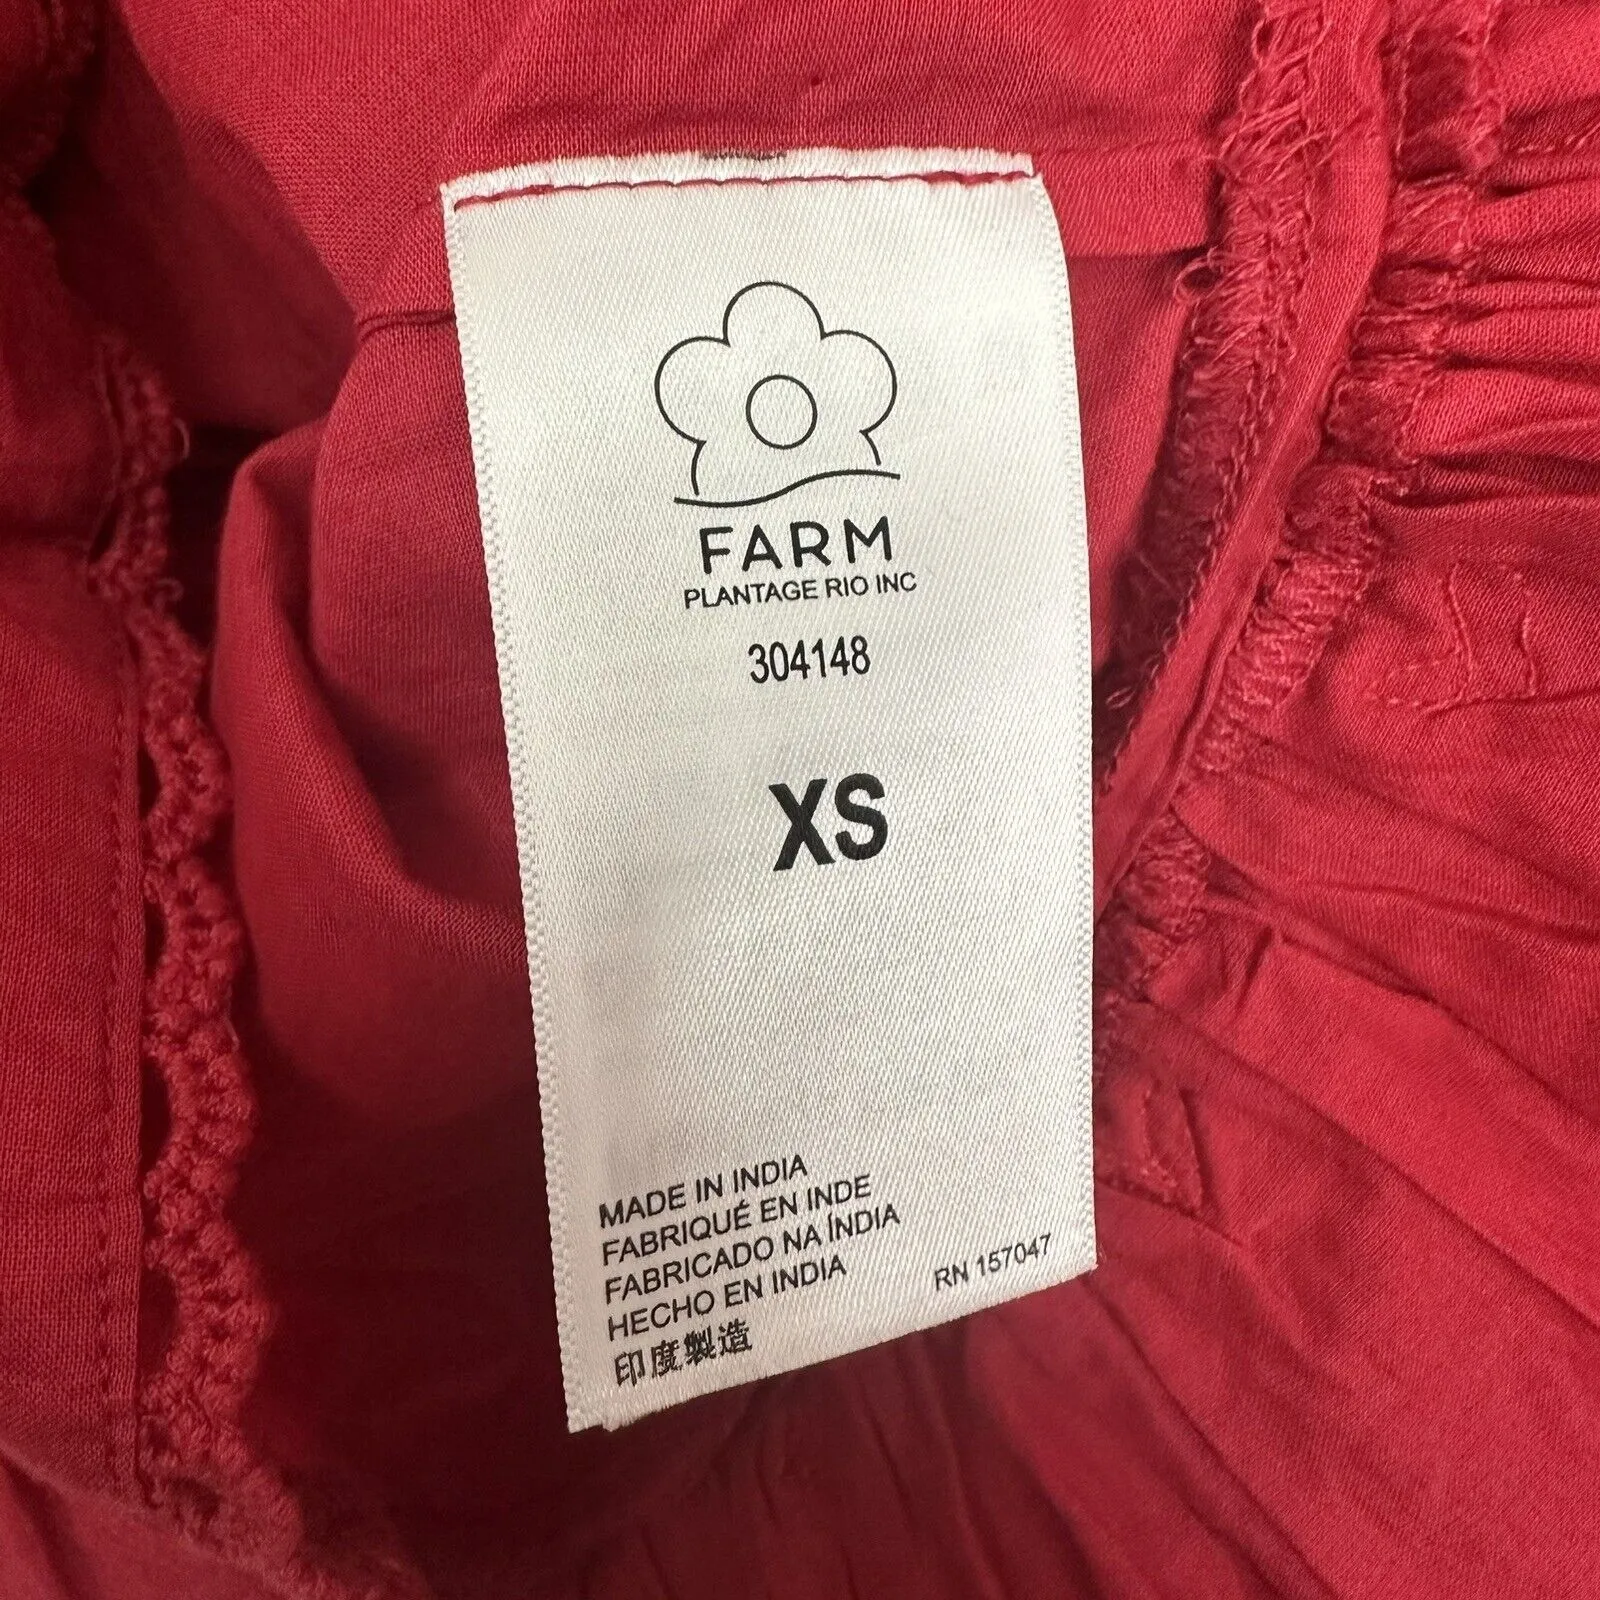 FARM
PLANTAGE RIO INC
304148
XS
MADE IN INDIA
FABRIQUÉ EN INDE
FABRICADO NA ÍNDIA
HECHO EN INDIA
印度製造
RN 157047